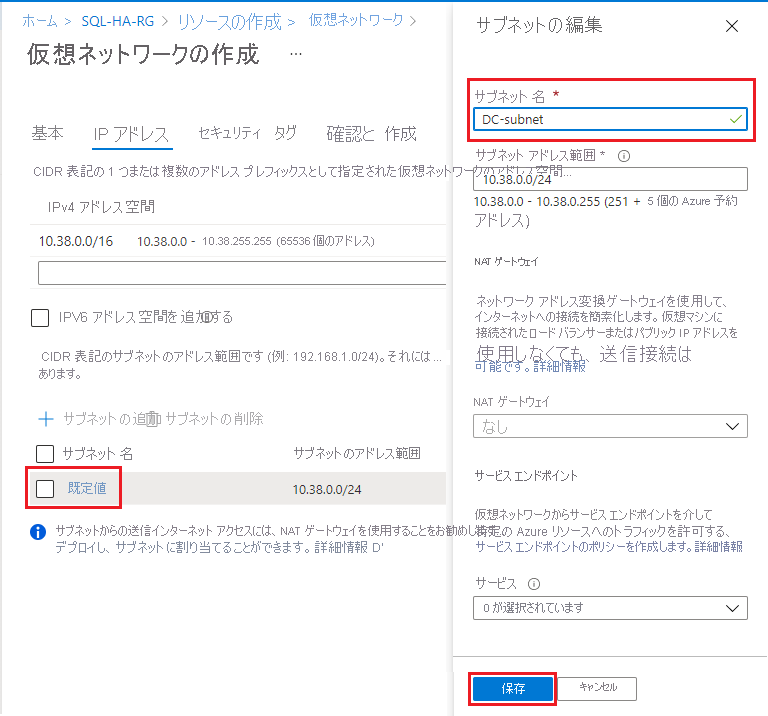 ホーム > SQL-HA-RG > リソースの作成 > 仮想ネットワーク >
仮想ネットワークの作成 ...
基本 IP アドレス セキュリティ タグ 確認と 作成
CIDR 表記の 1 つまたは複数のアドレス プレフィックスとして指定された仮想ネットワークのアドレス空間...
IPv4 アドレス空間
10.38.0.0/16 10.38.0.0 - 10.38.255.255 (65536 個のアドレス)
IPV6 アドレス空間を追加する
CIDR 表記のサブネットのアドレス範囲です (例: 192.168.1.0/24)。それには...
あります。
サブネットの追加 サブネットの削除
サブネット名 サブネットのアドレス範囲
既定値 10.38.0.0/24
サブネットからの送信インターネット アクセスには、NAT ゲートウェイを使用することをお勧めします。
デプロイし、サブネットに割り当てることができます。詳細情報 D'
サブネットの編集
サブネット名 *
DC-subnet
サブネット アドレス範囲 *
10.38.0.0/24
10.38.0.0 - 10.38.0.255 (251 + 5 個の Azure 予約
アドレス)
NAT ゲートウェイ
ネットワーク アドレス変換ゲートウェイを使用して、
インターネットへの接続を簡素化します。仮想マシンに
接続されたロード バランサーまたはパブリック IP アドレスを
使用しなくても、送信接続は
可能です。詳細情報
NAT ゲートウェイ
なし
サービス エンドポイント
仮想ネットワークからサービス エンドポイントを介して
特定の Azure リソースへのトラフィックを許可する、
サービス エンドポイントのポリシーを作成します。詳細情報
サービス
0 が選択されています
保存 キャンセル